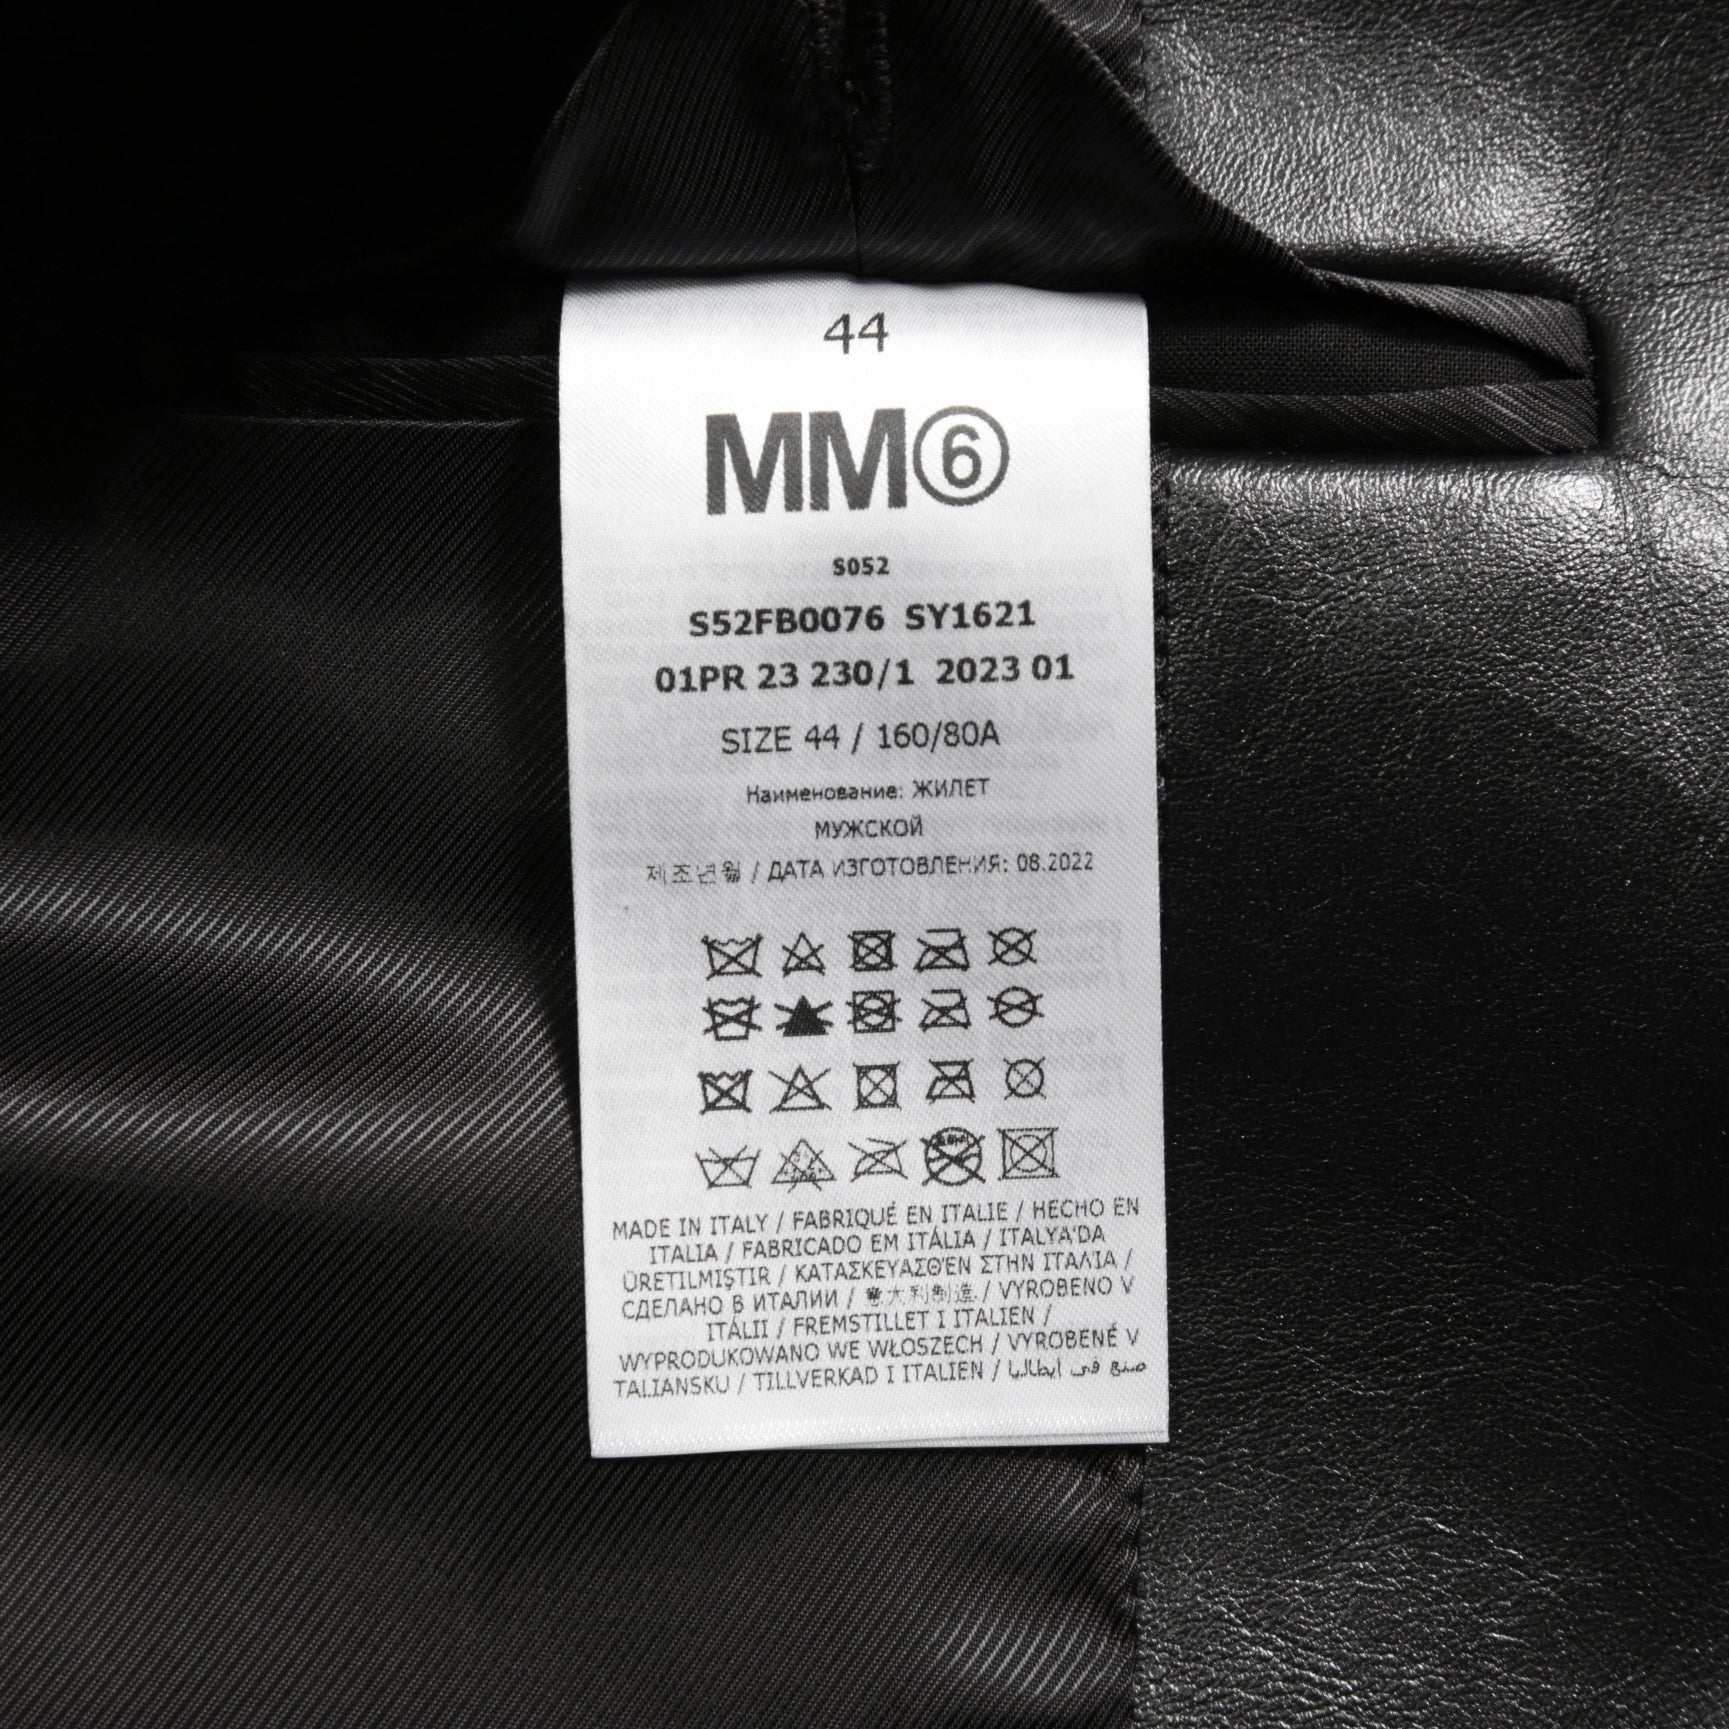 44
MM⑥
S052
S52FB0076 SY1621
01PR 23 230/1 2023 01
SIZE 44 / 160/80A
Наименование: ЖИЛЕТ
МУЖСКОЙ
제조년월 / ДАТА ИЗГОТОВЛЕНИЯ: 08.2022
MADE IN ITALY / FABRIQUÉ EN ITALIE / HECHO EN
ITALIA / FABRICADO EM ITÁLIA / ITALYA'DA
ÜRETILMIŞTIR / ΚΑΤΑΣΚΕΥΑΣΘΈΝ ΣΤΗΝ ΙΤΑΛΊΑ /
СДЕЛАНО В ИТАЛИИ / 意大利制造 / VYROBENO V
ITÁLII / FREMSTILLET I ITALIEN /
WYPRODUKOWANO WE WŁOSZECH / VYROBENÉ V
TALIANSKU / TILLVERKAD I ITALIEN / صنع في ايطاليا